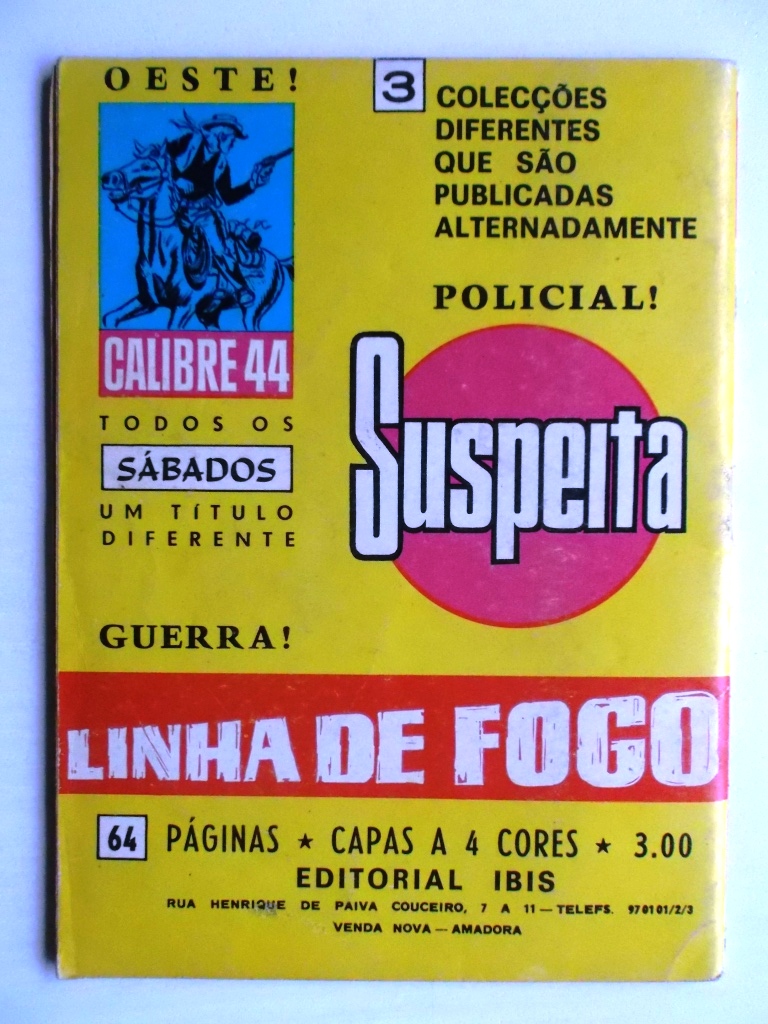 OESTE!
CALIBRE 44
TODOS OS
SÁBADOS
UM TÍTULO
DIFERENTE
3
COLECÇÕES
DIFERENTES
QUE SÃO
PUBLICADAS
ALTERNADAMENTE
POLICIAL!
Suspeita
GUERRA!
LINHA DE FOGO
64 PÁGINAS ★ CAPAS A 4 CORES ★ 3.00
EDITORIAL IBIS
RUA HENRIQUE DE PAIVA COUCEIRO, 7 A 11 — TELEFS. 970101/2/3
VENDA NOVA — AMADORA